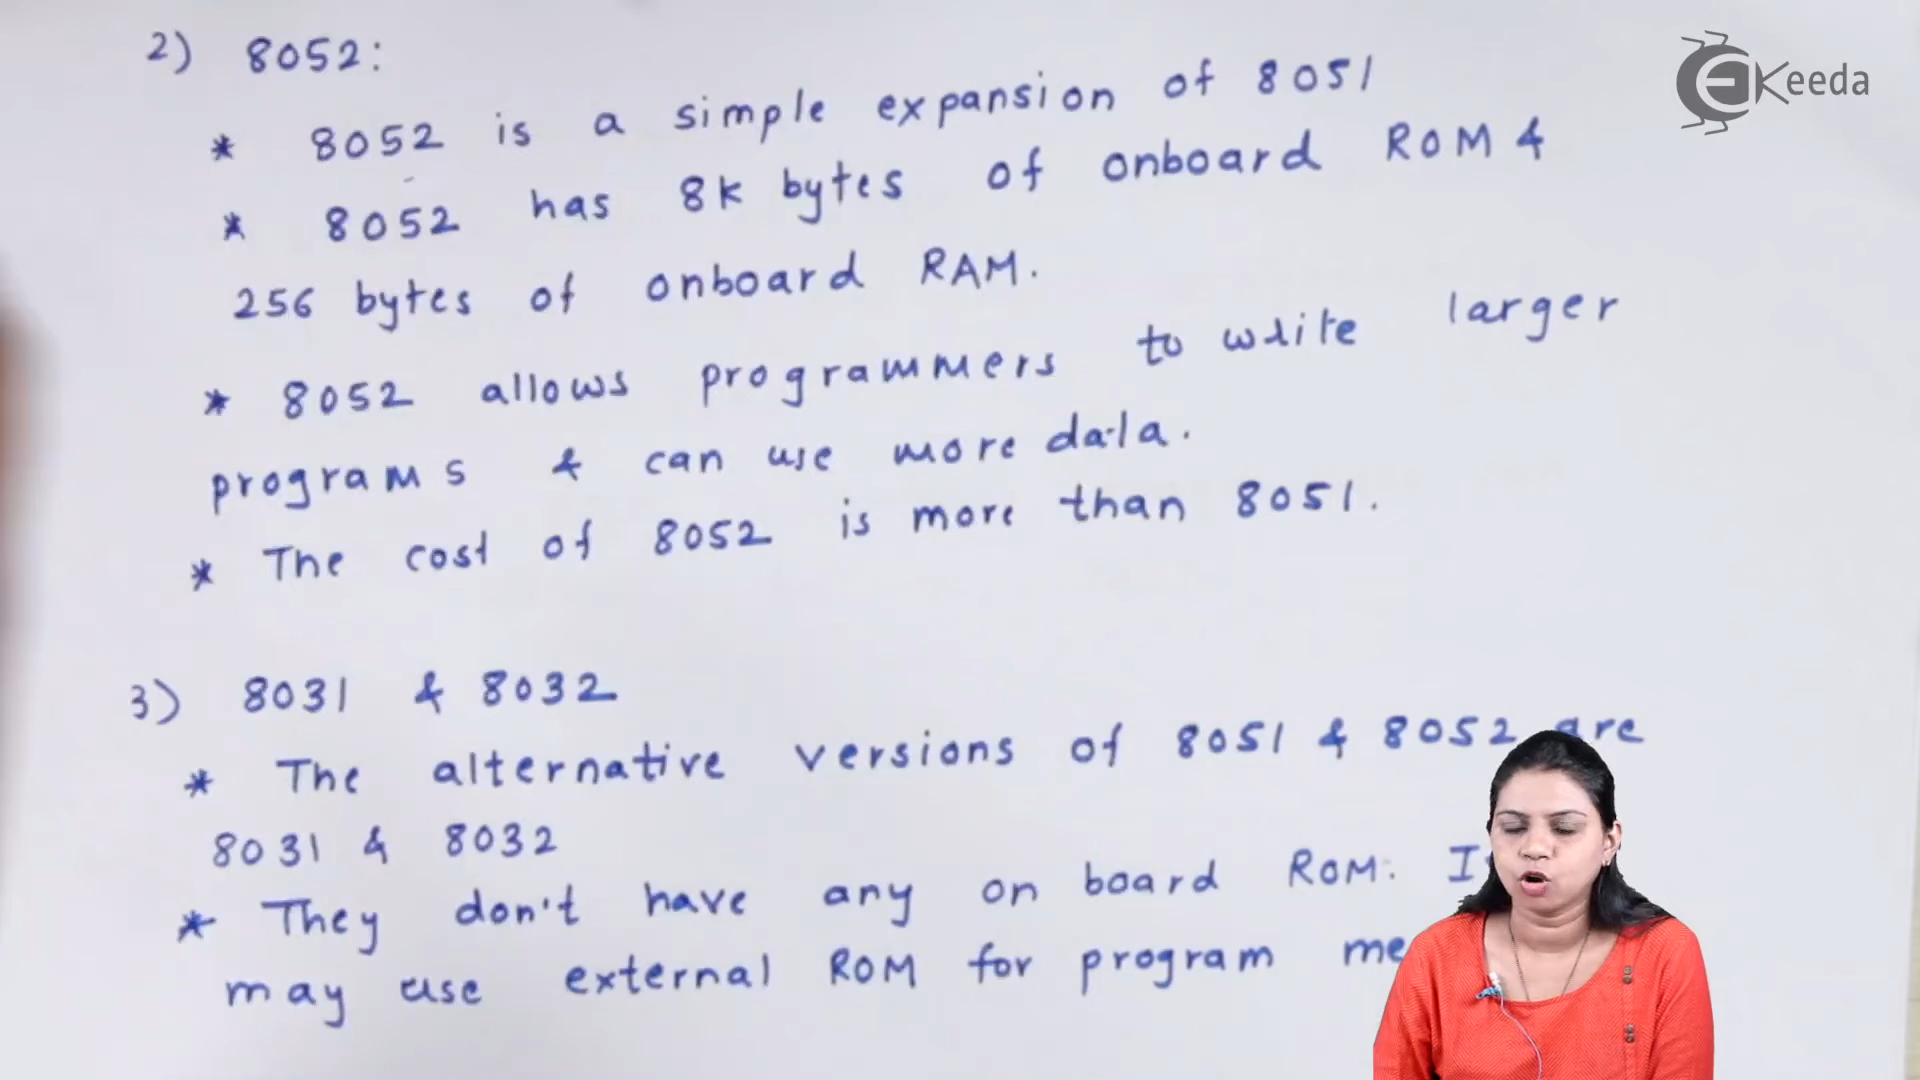 2) 8052:
* 8052 is a simple expansion of 8051
* 8052 has 8K bytes of onboard ROM &
256 bytes of onboard RAM.
* 8052 allows programmers to write larger
programs & can use more data.
* The cost of 8052 is more than 8051.
3) 8031 & 8032
* The alternative versions of 8051 & 8052 are
8031 & 8032
* They don't have any on board ROM.
may use external ROM for program
EKeeda